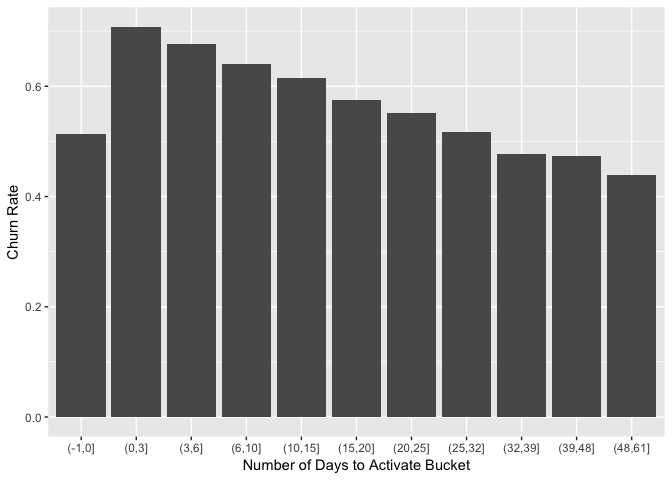 Churn Rate
0.6
0.4
0.2
0.0
(-1,0] (0,3] (3,6] (6,10] (10,15] (15,20] (20,25] (25,32] (32,39] (39,48] (48,61]
Number of Days to Activate Bucket